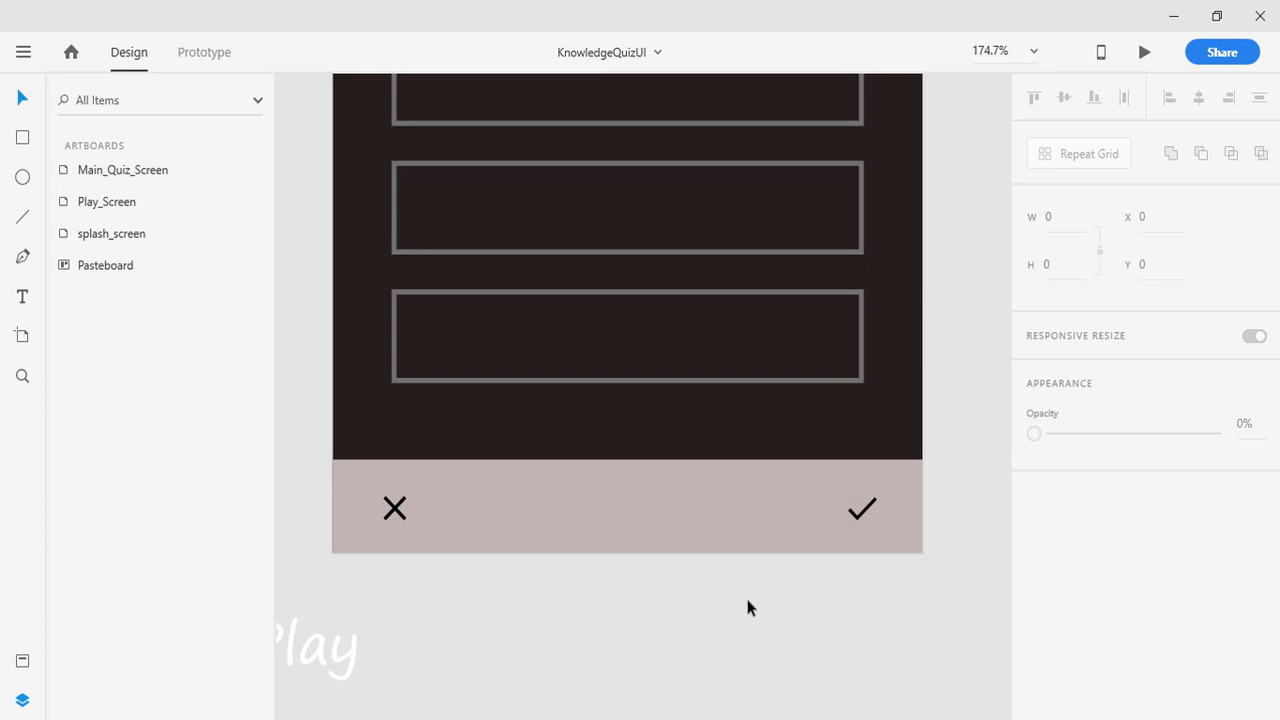 Design
Prototype
KnowledgeQuizUI
174.7%
Share
All Items
ARTBOARDS
Main_Quiz_Screen
Play_Screen
splash_screen
Pasteboard
Repeat Grid
W 0
X 0
H 0
Y 0
RESPONSIVE RESIZE
APPEARANCE
Opacity
0%
Play